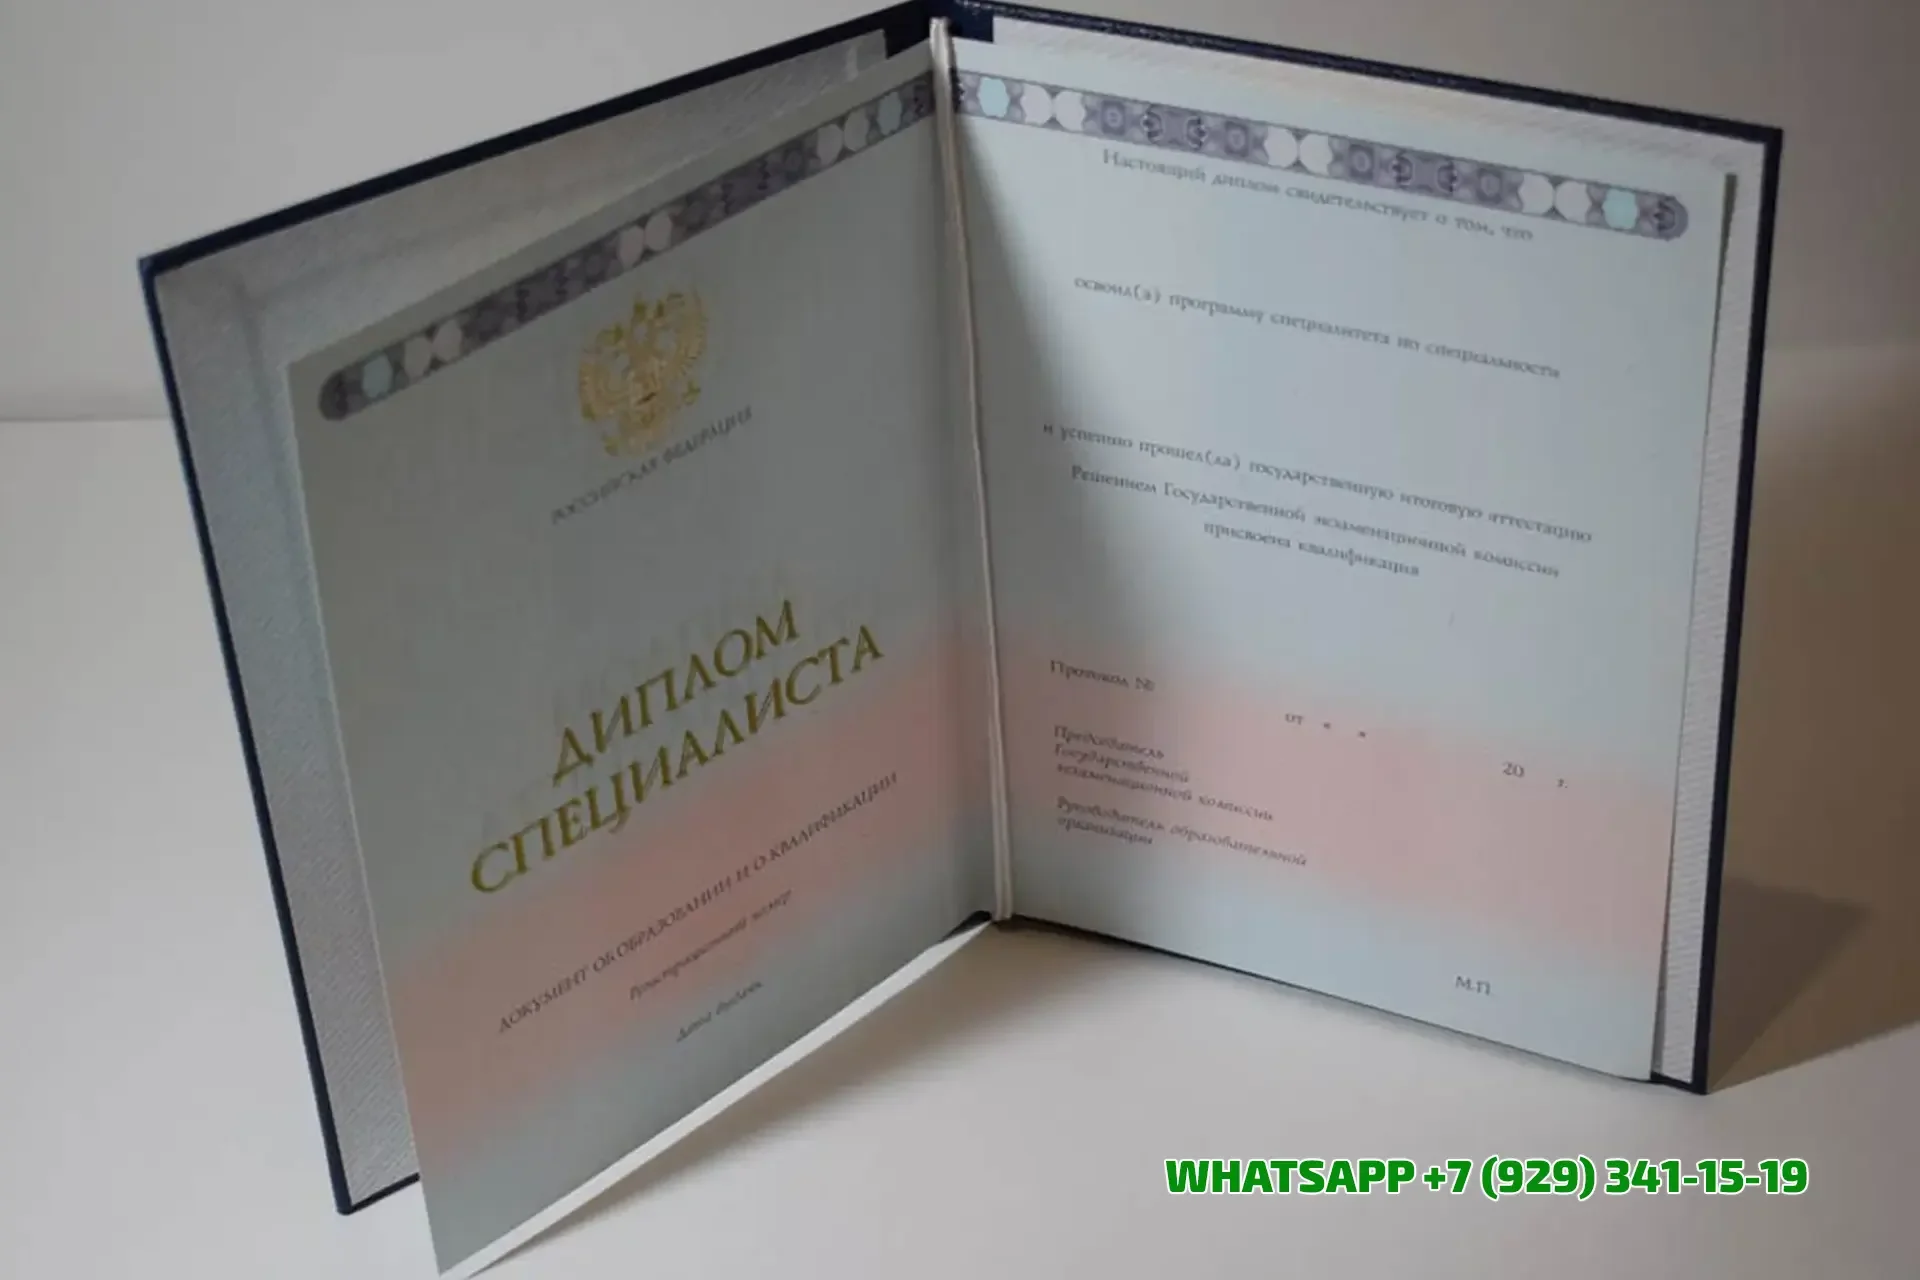 РОССИЙСКАЯ ФЕДЕРАЦИЯ
ДИПЛОМ
СПЕЦИАЛИСТА
ДОКУМЕНТ ОБ ОБРАЗОВАНИИ И О КВАЛИФИКАЦИИ
Регистрационный номер
Дата выдачи
Настоящий диплом свидетельствует о том, что
освоил(а) программу специалитета по специальности
и успешно прошел(ла) государственную итоговую аттестацию
Решением Государственной экзаменационной комиссии
присвоена квалификация
Протокол №
от « »
20 г.
Председатель
Государственной
экзаменационной комиссии
Руководитель образовательной
организации
М.П.
WHATSAPP +7 (929) 341-15-19